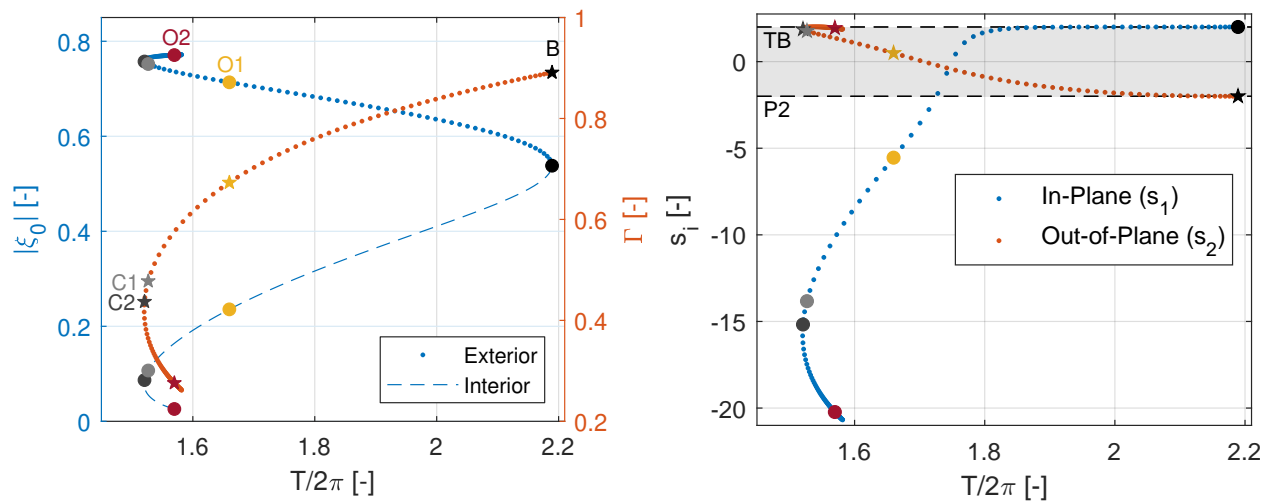 O2
O1
B
C1
C2
Exterior
Interior
0
0.2
0.4
0.6
0.8
|ξ₀| [-]
0.2
0.4
0.6
0.8
1
Γ [-]
1.6
1.8
2
2.2
T/2π [-]
TB
P2
In-Plane (s₁)
Out-of-Plane (s₂)
0
-5
-10
-15
-20
sᵢ [-]
1.6
1.8
2
2.2
T/2π [-]